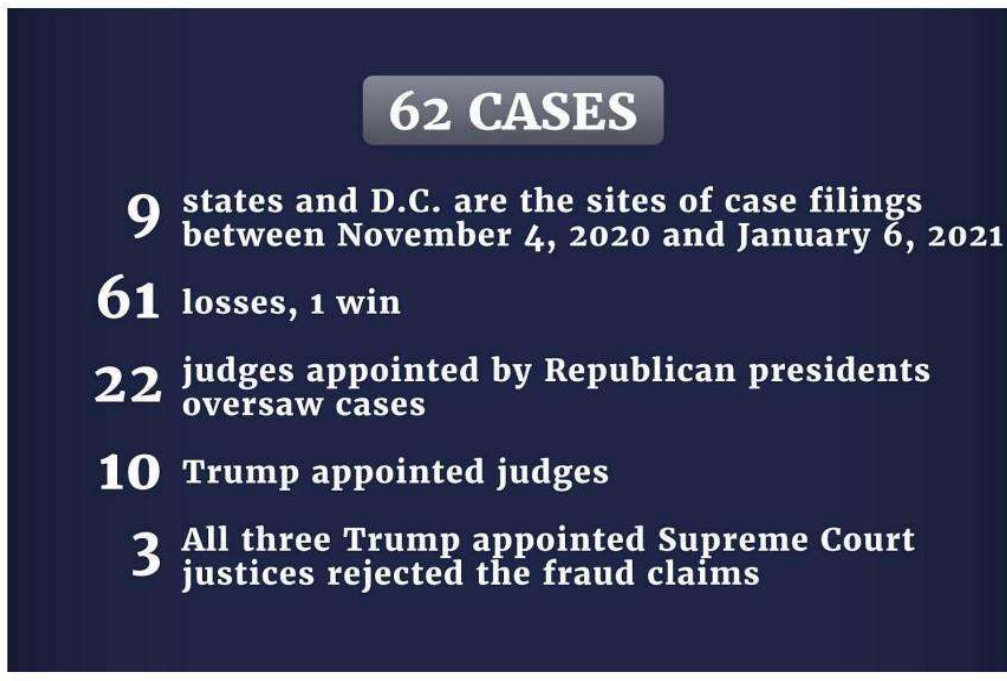 62 CASES
9 states and D.C. are the sites of case filings
between November 4, 2020 and January 6, 2021
61 losses, 1 win
22 judges appointed by Republican presidents
oversaw cases
10 Trump appointed judges
3 All three Trump appointed Supreme Court
justices rejected the fraud claims